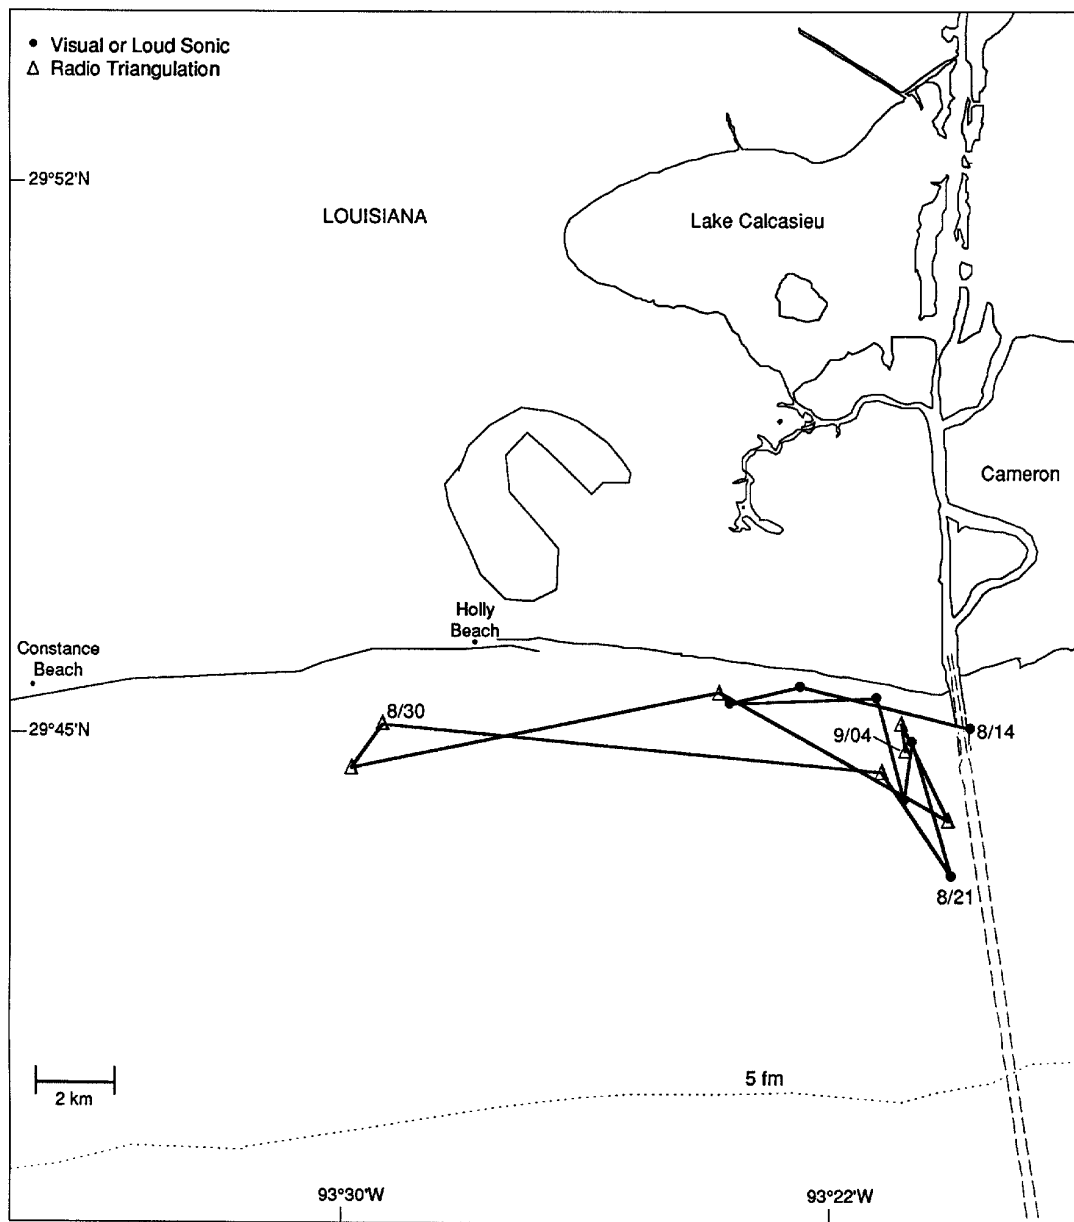 Visual or Loud Sonic
Radio Triangulation
29°52'N
LOUISIANA
Lake Calcasieu
Cameron
Holly
Beach
Constance
Beach
8/30
29°45'N
9/04
8/14
8/21
5 fm
2 km
93°30'W
93°22'W